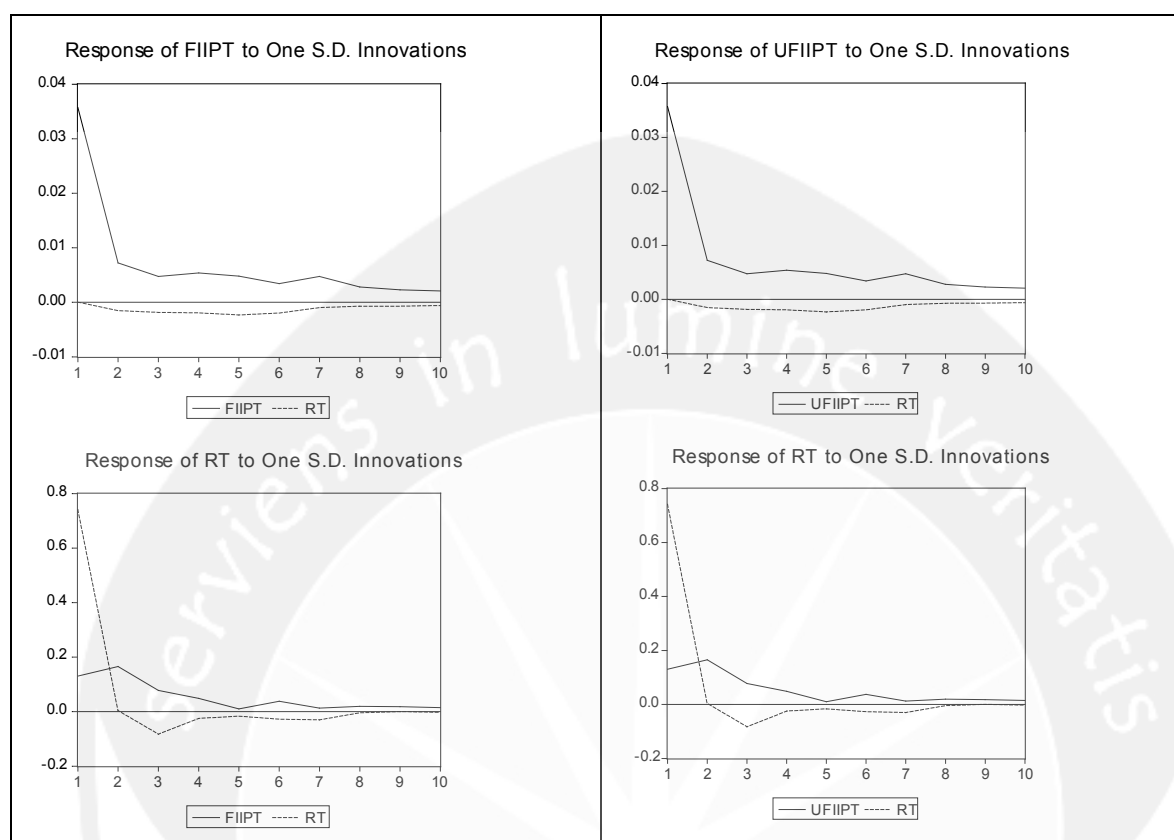 Response of FIIPT to One S.D. Innovations
0.04
0.03
0.02
0.01
0.00
-0.01
1 2 3 4 5 6 7 8 9 10
FIIPT RT
Response of UFIIPT to One S.D. Innovations
0.04
0.03
0.02
0.01
0.00
-0.01
1 2 3 4 5 6 7 8 9 10
UFIIPT RT
Response of RT to One S.D. Innovations
0.8
0.6
0.4
0.2
0.0
-0.2
1 2 3 4 5 6 7 8 9 10
FIIPT RT
Response of RT to One S.D. Innovations
0.8
0.6
0.4
0.2
0.0
-0.2
1 2 3 4 5 6 7 8 9 10
UFIIPT RT
serviens in lumine veritatis